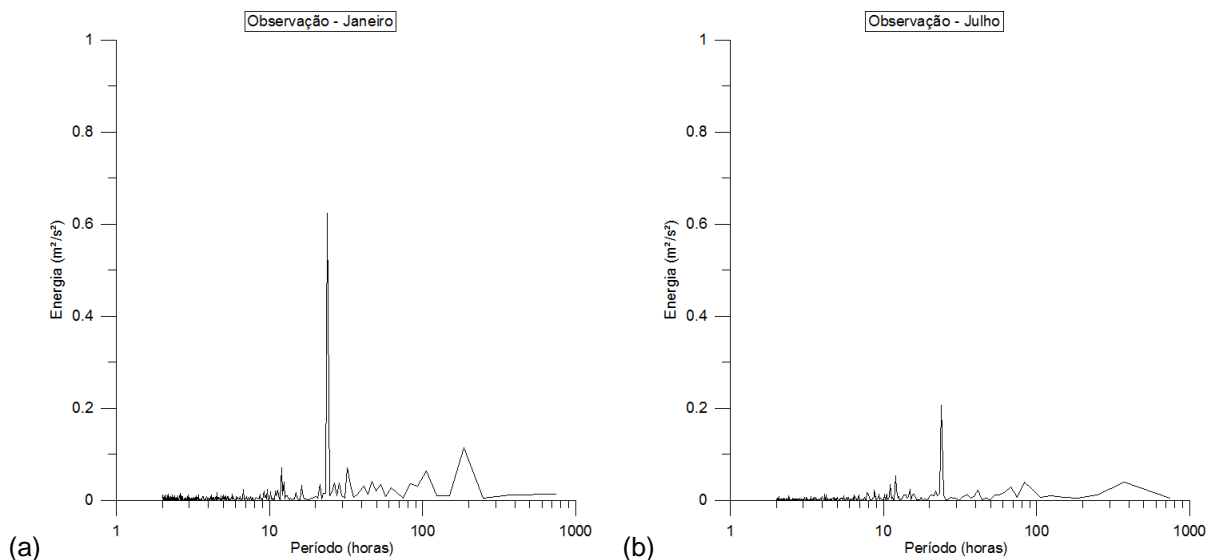 Observação - Janeiro
1
0.8
0.6
0.4
0.2
0
Energia (m²/s²)
1 10 100 1000
Período (horas)
(a)
Observação - Julho
1
0.8
0.6
0.4
0.2
0
Energia (m²/s²)
1 10 100 1000
Período (horas)
(b)